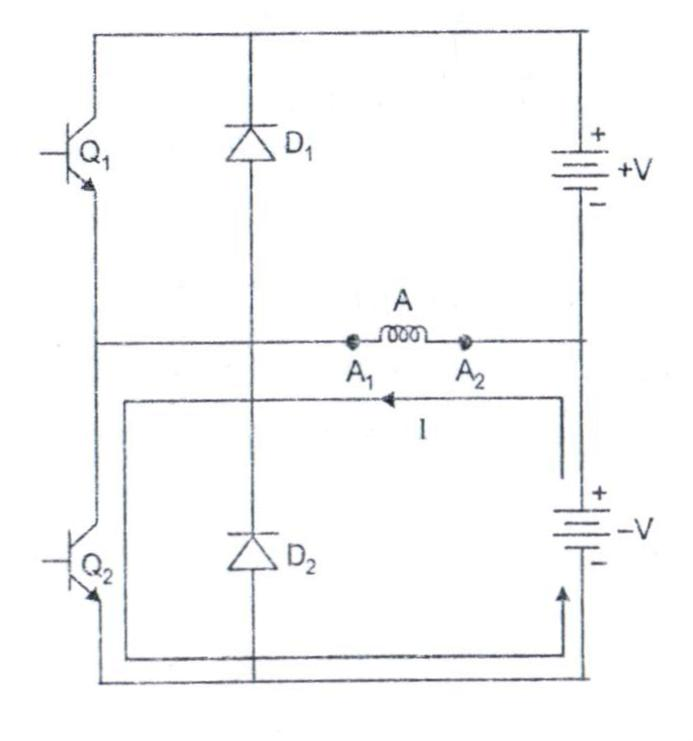 Q1
D1
+
+V
−
A
A1
A2
I
+
−V
−
Q2
D2